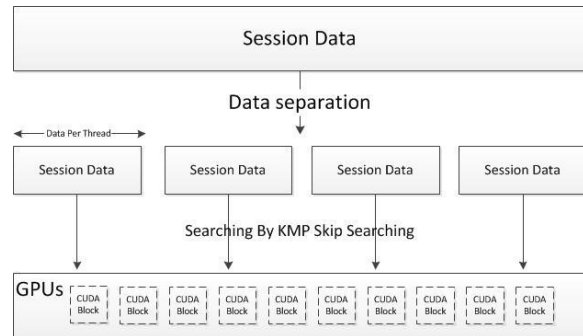 Session Data
Data separation
Data Per Thread
Session Data Session Data Session Data Session Data
Searching By KMP Skip Searching
GPUs
CUDA Block
CUDA Block
CUDA Block
CUDA Block
CUDA Block
CUDA Block
CUDA Block
CUDA Block
CUDA Block
CUDA Block